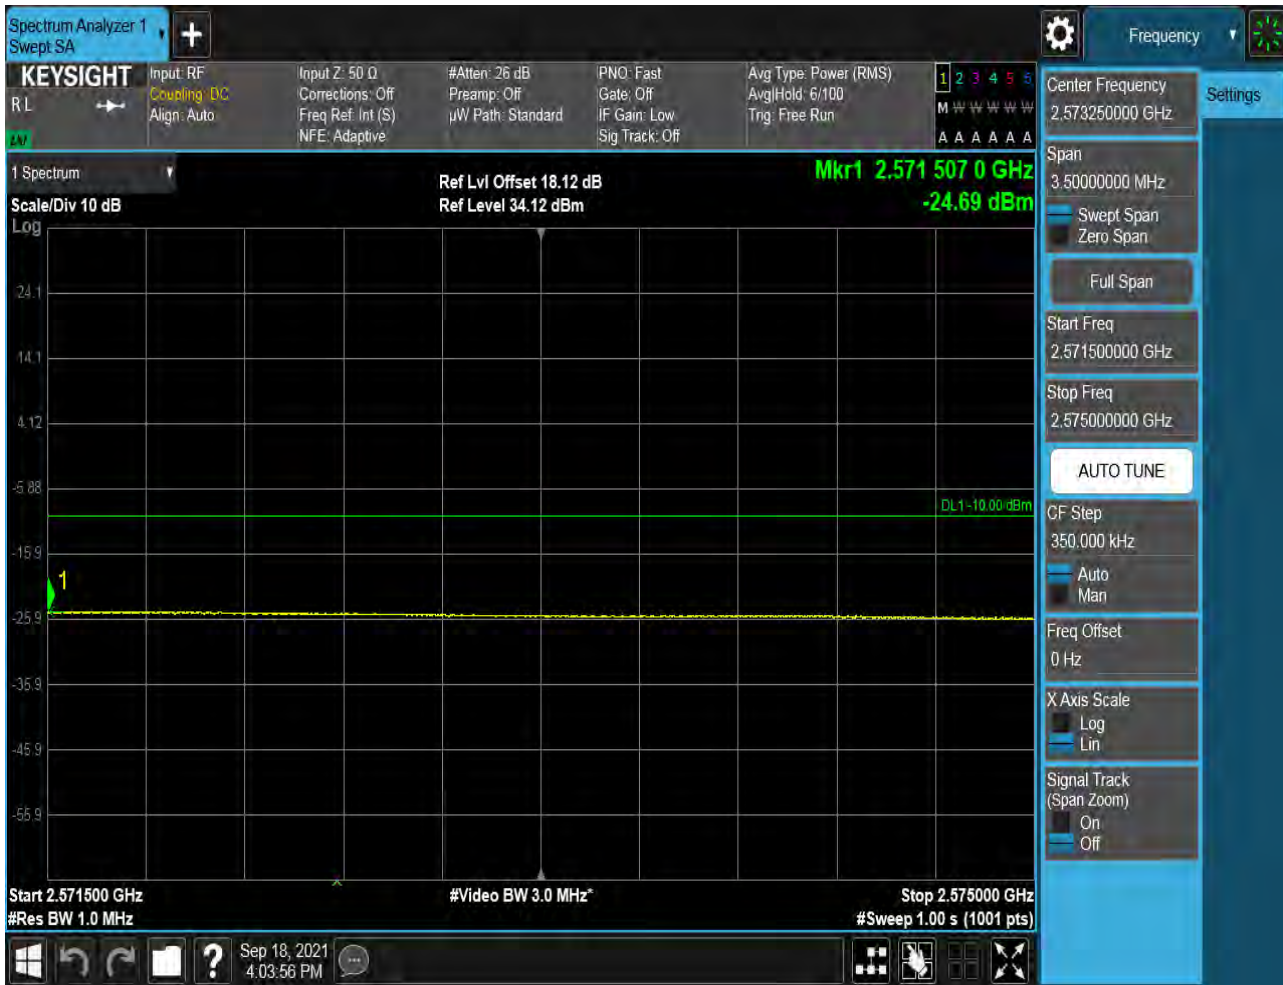 Spectrum Analyzer 1
Swept SA
Frequency
KEYSIGHT
R L
LXI
Input: RF
Coupling: DC
Align: Auto
Input Z: 50 Ω
Corrections: Off
Freq Ref: Int (S)
NFE: Adaptive
#Atten: 26 dB
Preamp: Off
µW Path: Standard
PNO: Fast
Gate: Off
IF Gain: Low
Sig Track: Off
Avg Type: Power (RMS)
Avg|Hold: 6/100
Trig: Free Run
1 2 3 4 5 6
M W W W W W
A A A A A A
1 Spectrum
Scale/Div 10 dB
Log
Ref Lvl Offset 18.12 dB
Ref Level 34.12 dBm
Mkr1 2.571 507 0 GHz
-24.69 dBm
24.1
14.1
4.12
-5.88
DL1 -10.00 dBm
-15.9
1
-25.9
-35.9
-45.9
-55.9
Start 2.571500 GHz
#Res BW 1.0 MHz
#Video BW 3.0 MHz*
Stop 2.575000 GHz
#Sweep 1.00 s (1001 pts)
Sep 18, 2021
4:03:56 PM
Center Frequency
2.573250000 GHz
Settings
Span
3.50000000 MHz
Swept Span
Zero Span
Full Span
Start Freq
2.571500000 GHz
Stop Freq
2.575000000 GHz
AUTO TUNE
CF Step
350.000 kHz
Auto
Man
Freq Offset
0 Hz
X Axis Scale
Log
Lin
Signal Track
(Span Zoom)
On
Off